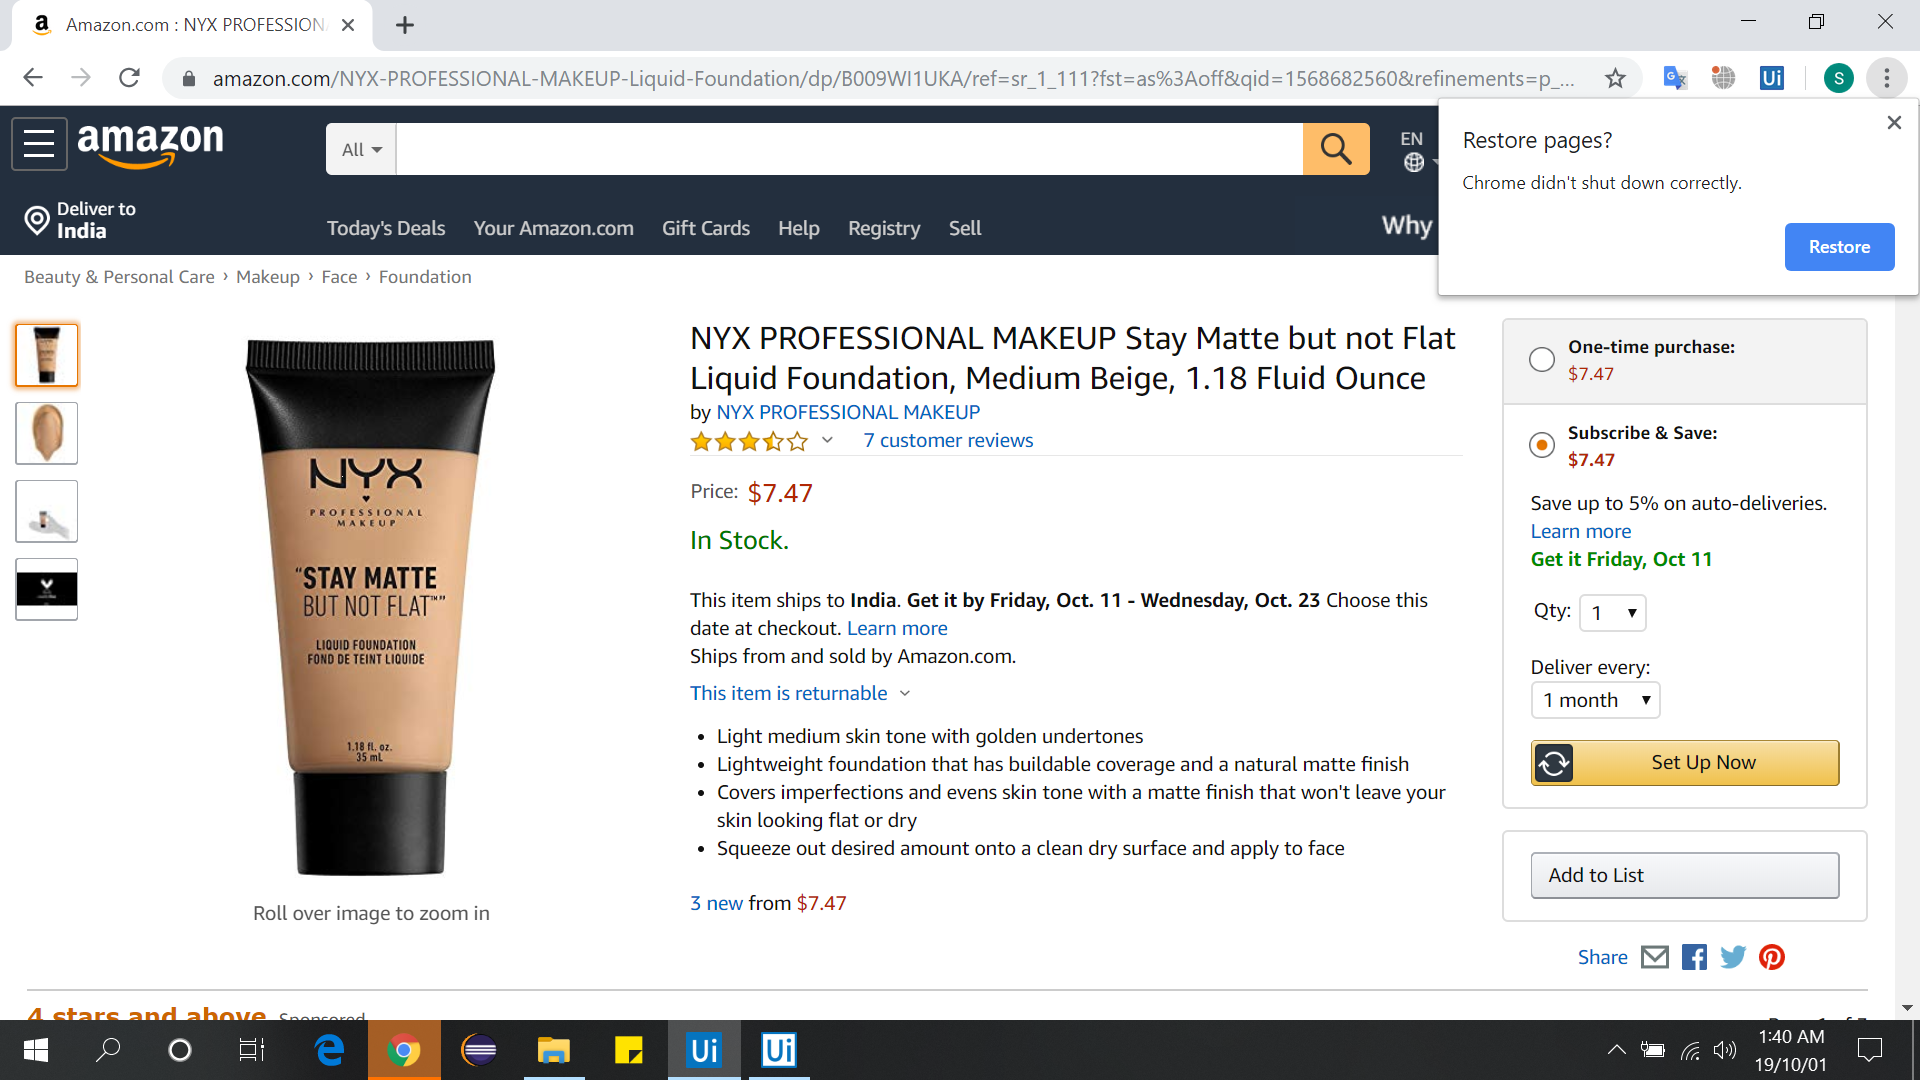 Amazon.com : NYX PROFESSION
amazon.com/NYX-PROFESSIONAL-MAKEUP-Liquid-Foundation/dp/B009WI1UKA/ref=sr_1_111?fst=as%3Aoff&qid=1568682560&refinements=p_...
S
Ui
Restore pages?
Chrome didn't shut down correctly.
Restore
amazon
All
EN
Deliver to
India
Today's Deals
Your Amazon.com
Gift Cards
Help
Registry
Sell
Why
Beauty & Personal Care › Makeup › Face › Foundation
NYX PROFESSIONAL MAKEUP Stay Matte but not Flat
Liquid Foundation, Medium Beige, 1.18 Fluid Ounce
by NYX PROFESSIONAL MAKEUP
7 customer reviews
Price: $7.47
In Stock.
This item ships to India. Get it by Friday, Oct. 11 - Wednesday, Oct. 23 Choose this
date at checkout. Learn more
Ships from and sold by Amazon.com.
This item is returnable
• Light medium skin tone with golden undertones
• Lightweight foundation that has buildable coverage and a natural matte finish
• Covers imperfections and evens skin tone with a matte finish that won't leave your
skin looking flat or dry
• Squeeze out desired amount onto a clean dry surface and apply to face
3 new from $7.47
NYX
PROFESSIONAL
MAKEUP
"STAY MATTE
BUT NOT FLAT™"
LIQUID FOUNDATION
FOND DE TEINT LIQUIDE
1.18 fl. oz.
35 mL
Roll over image to zoom in
One-time purchase:
$7.47
Subscribe & Save:
$7.47
Save up to 5% on auto-deliveries.
Learn more
Get it Friday, Oct 11
Qty: 1
Deliver every:
1 month
Set Up Now
Add to List
Share
4 stars and above Sponsored
Ui
Ui
1:40 AM
19/10/01